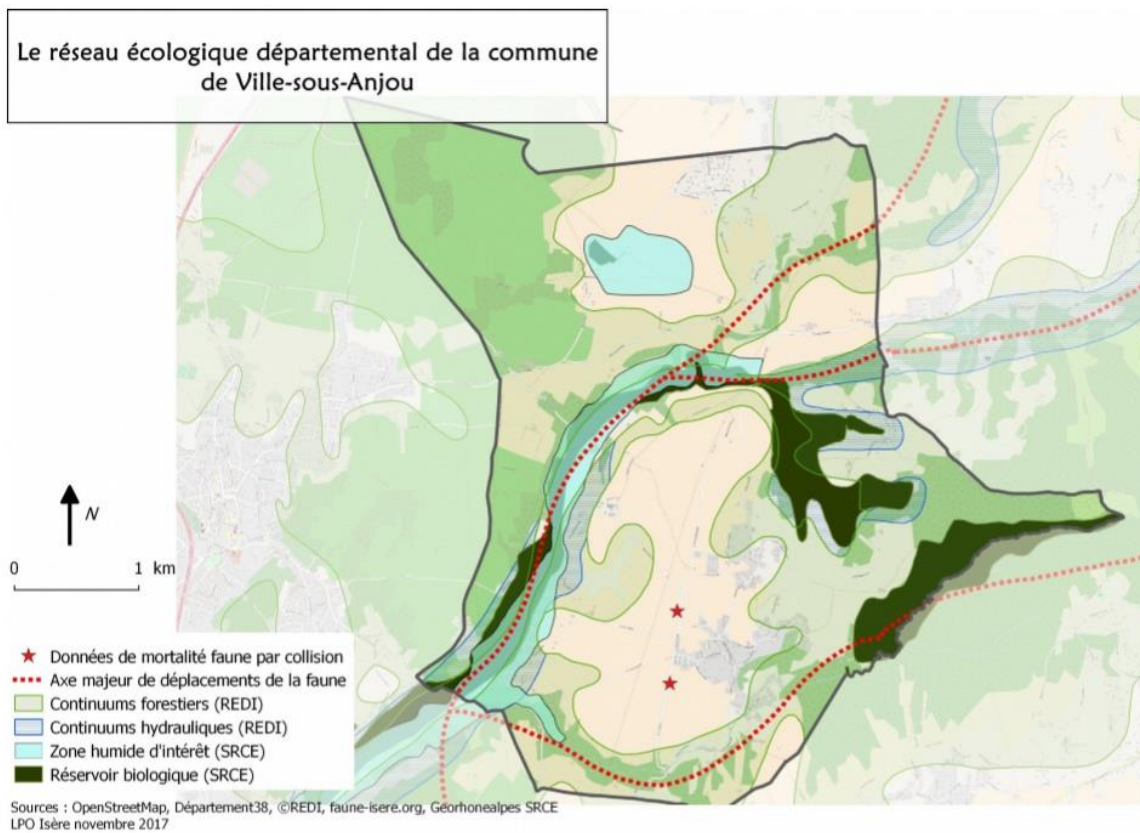 Le réseau écologique départemental de la commune
de Ville-sous-Anjou
N
0 1 km
Données de mortalité faune par collision
Axe majeur de déplacements de la faune
Continuums forestiers (REDI)
Continuums hydrauliques (REDI)
Zone humide d'intérêt (SRCE)
Réservoir biologique (SRCE)
Sources : OpenStreetMap, Département38, ©REDI, faune-isere.org, Georhonealpes SRCE
LPO Isère novembre 2017